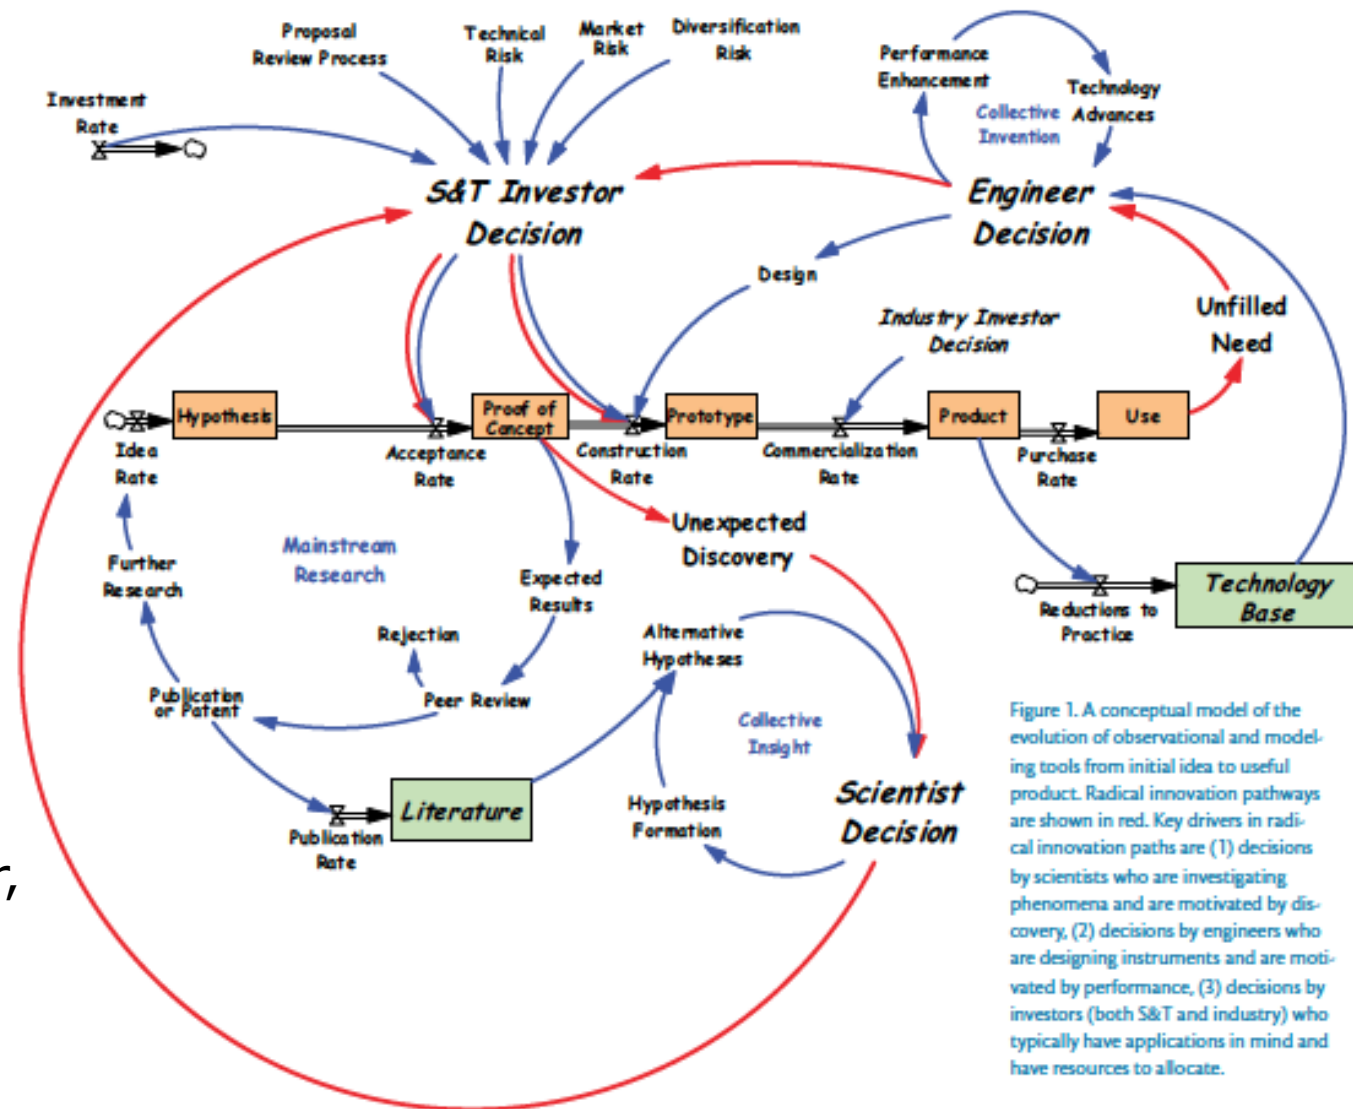 Proposal
Review Process
Technical
Risk
Market
Risk
Diversification
Risk
Performance
Enhancement
Technology
Advances
Collective
Invention
Investment
Rate
S&T Investor
Decision
Engineer
Decision
Design
Industry Investor
Decision
Unfilled
Need
Hypothesis
Proof of
Concept
Prototype
Product
Use
Idea
Rate
Acceptance
Rate
Construction
Rate
Commercialization
Rate
Purchase
Rate
Mainstream
Research
Unexpected
Discovery
Further
Research
Expected
Results
Technology
Base
Reductions to
Practice
Rejection
Alternative
Hypotheses
Publication
or Patent
Peer Review
Collective
Insight
Literature
Publication
Rate
Hypothesis
Formation
Scientist
Decision
r,
Figure 1. A conceptual model of the
evolution of observational and model-
ing tools from initial idea to useful
product. Radical innovation pathways
are shown in red. Key drivers in radi-
cal innovation paths are (1) decisions
by scientists who are investigating
phenomena and are motivated by dis-
covery, (2) decisions by engineers who
are designing instruments and are moti-
vated by performance, (3) decisions by
investors (both S&T and industry) who
typically have applications in mind and
have resources to allocate.